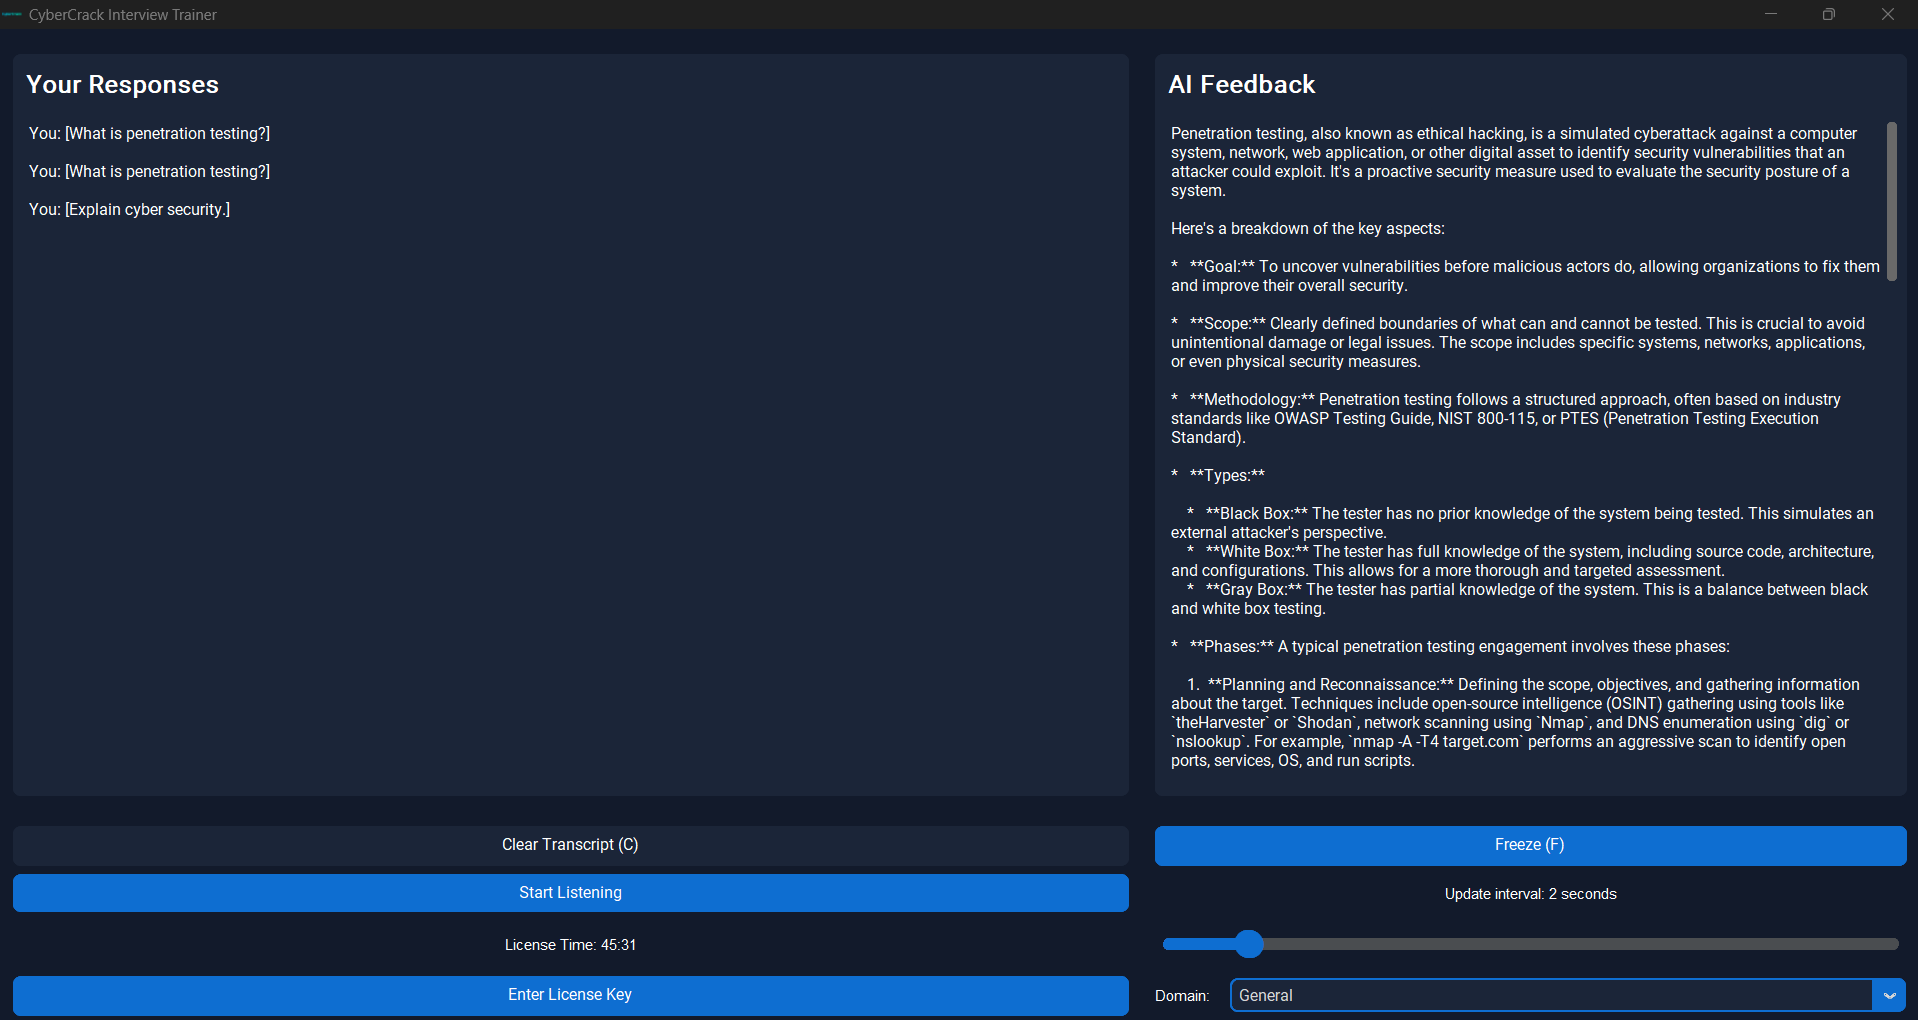 CyberCrack Interview Trainer
Your Responses
You: [What is penetration testing?]
You: [What is penetration testing?]
You: [Explain cyber security.]
AI Feedback
Penetration testing, also known as ethical hacking, is a simulated cyberattack against a computer
system, network, web application, or other digital asset to identify security vulnerabilities that an
attacker could exploit. It's a proactive security measure used to evaluate the security posture of a
system.
Here's a breakdown of the key aspects:
*   **Goal:** To uncover vulnerabilities before malicious actors do, allowing organizations to fix them
and improve their overall security.
*   **Scope:** Clearly defined boundaries of what can and cannot be tested. This is crucial to avoid
unintentional damage or legal issues. The scope includes specific systems, networks, applications,
or even physical security measures.
*   **Methodology:** Penetration testing follows a structured approach, often based on industry
standards like OWASP Testing Guide, NIST 800-115, or PTES (Penetration Testing Execution
Standard).
*   **Types:**
*   **Black Box:** The tester has no prior knowledge of the system being tested. This simulates an
external attacker's perspective.
*   **White Box:** The tester has full knowledge of the system, including source code, architecture,
and configurations. This allows for a more thorough and targeted assessment.
*   **Gray Box:** The tester has partial knowledge of the system. This is a balance between black
and white box testing.
*   **Phases:** A typical penetration testing engagement involves these phases:
1.  **Planning and Reconnaissance:** Defining the scope, objectives, and gathering information
about the target. Techniques include open-source intelligence (OSINT) gathering using tools like
`theHarvester` or `Shodan`, network scanning using `Nmap`, and DNS enumeration using `dig` or
`nslookup`. For example, `nmap -A -T4 target.com` performs an aggressive scan to identify open
ports, services, OS, and run scripts.
Clear Transcript (C)
Start Listening
License Time: 45:31
Enter License Key
Freeze (F)
Update interval: 2 seconds
Domain:
General